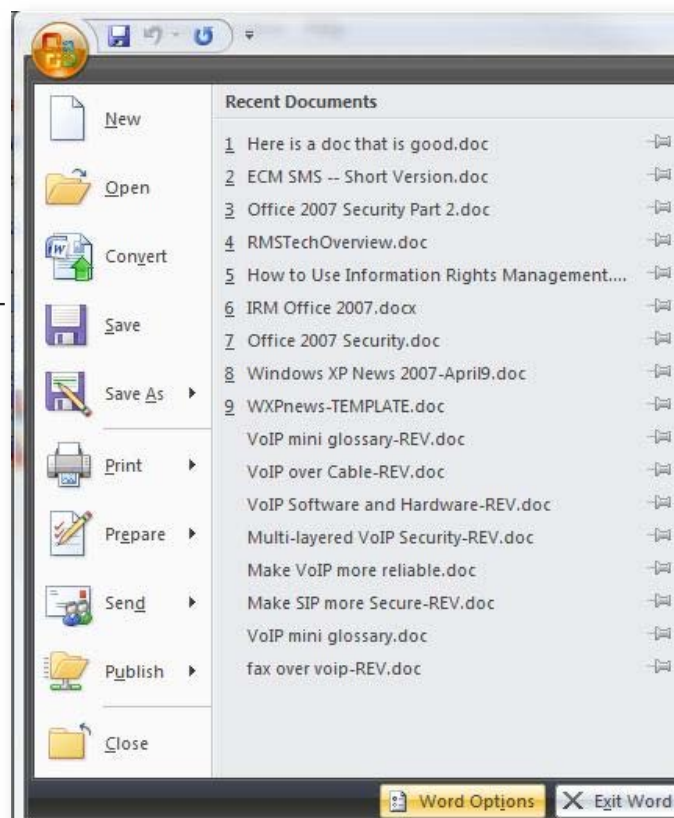 New
Open
Convert
Save
Save As
Print
Prepare
Send
Publish
Close
Recent Documents
1 Here is a doc that is good.doc
2 ECM SMS -- Short Version.doc
3 Office 2007 Security Part 2.doc
4 RMSTechOverview.doc
5 How to Use Information Rights Management....
6 IRM Office 2007.docx
7 Office 2007 Security.doc
8 Windows XP News 2007-April9.doc
9 WXPnews-TEMPLATE.doc
VoIP mini glossary-REV.doc
VoIP over Cable-REV.doc
VoIP Software and Hardware-REV.doc
Multi-layered VoIP Security-REV.doc
Make VoIP more reliable.doc
Make SIP more Secure-REV.doc
VoIP mini glossary.doc
fax over voip-REV.doc
Word Options
Exit Word